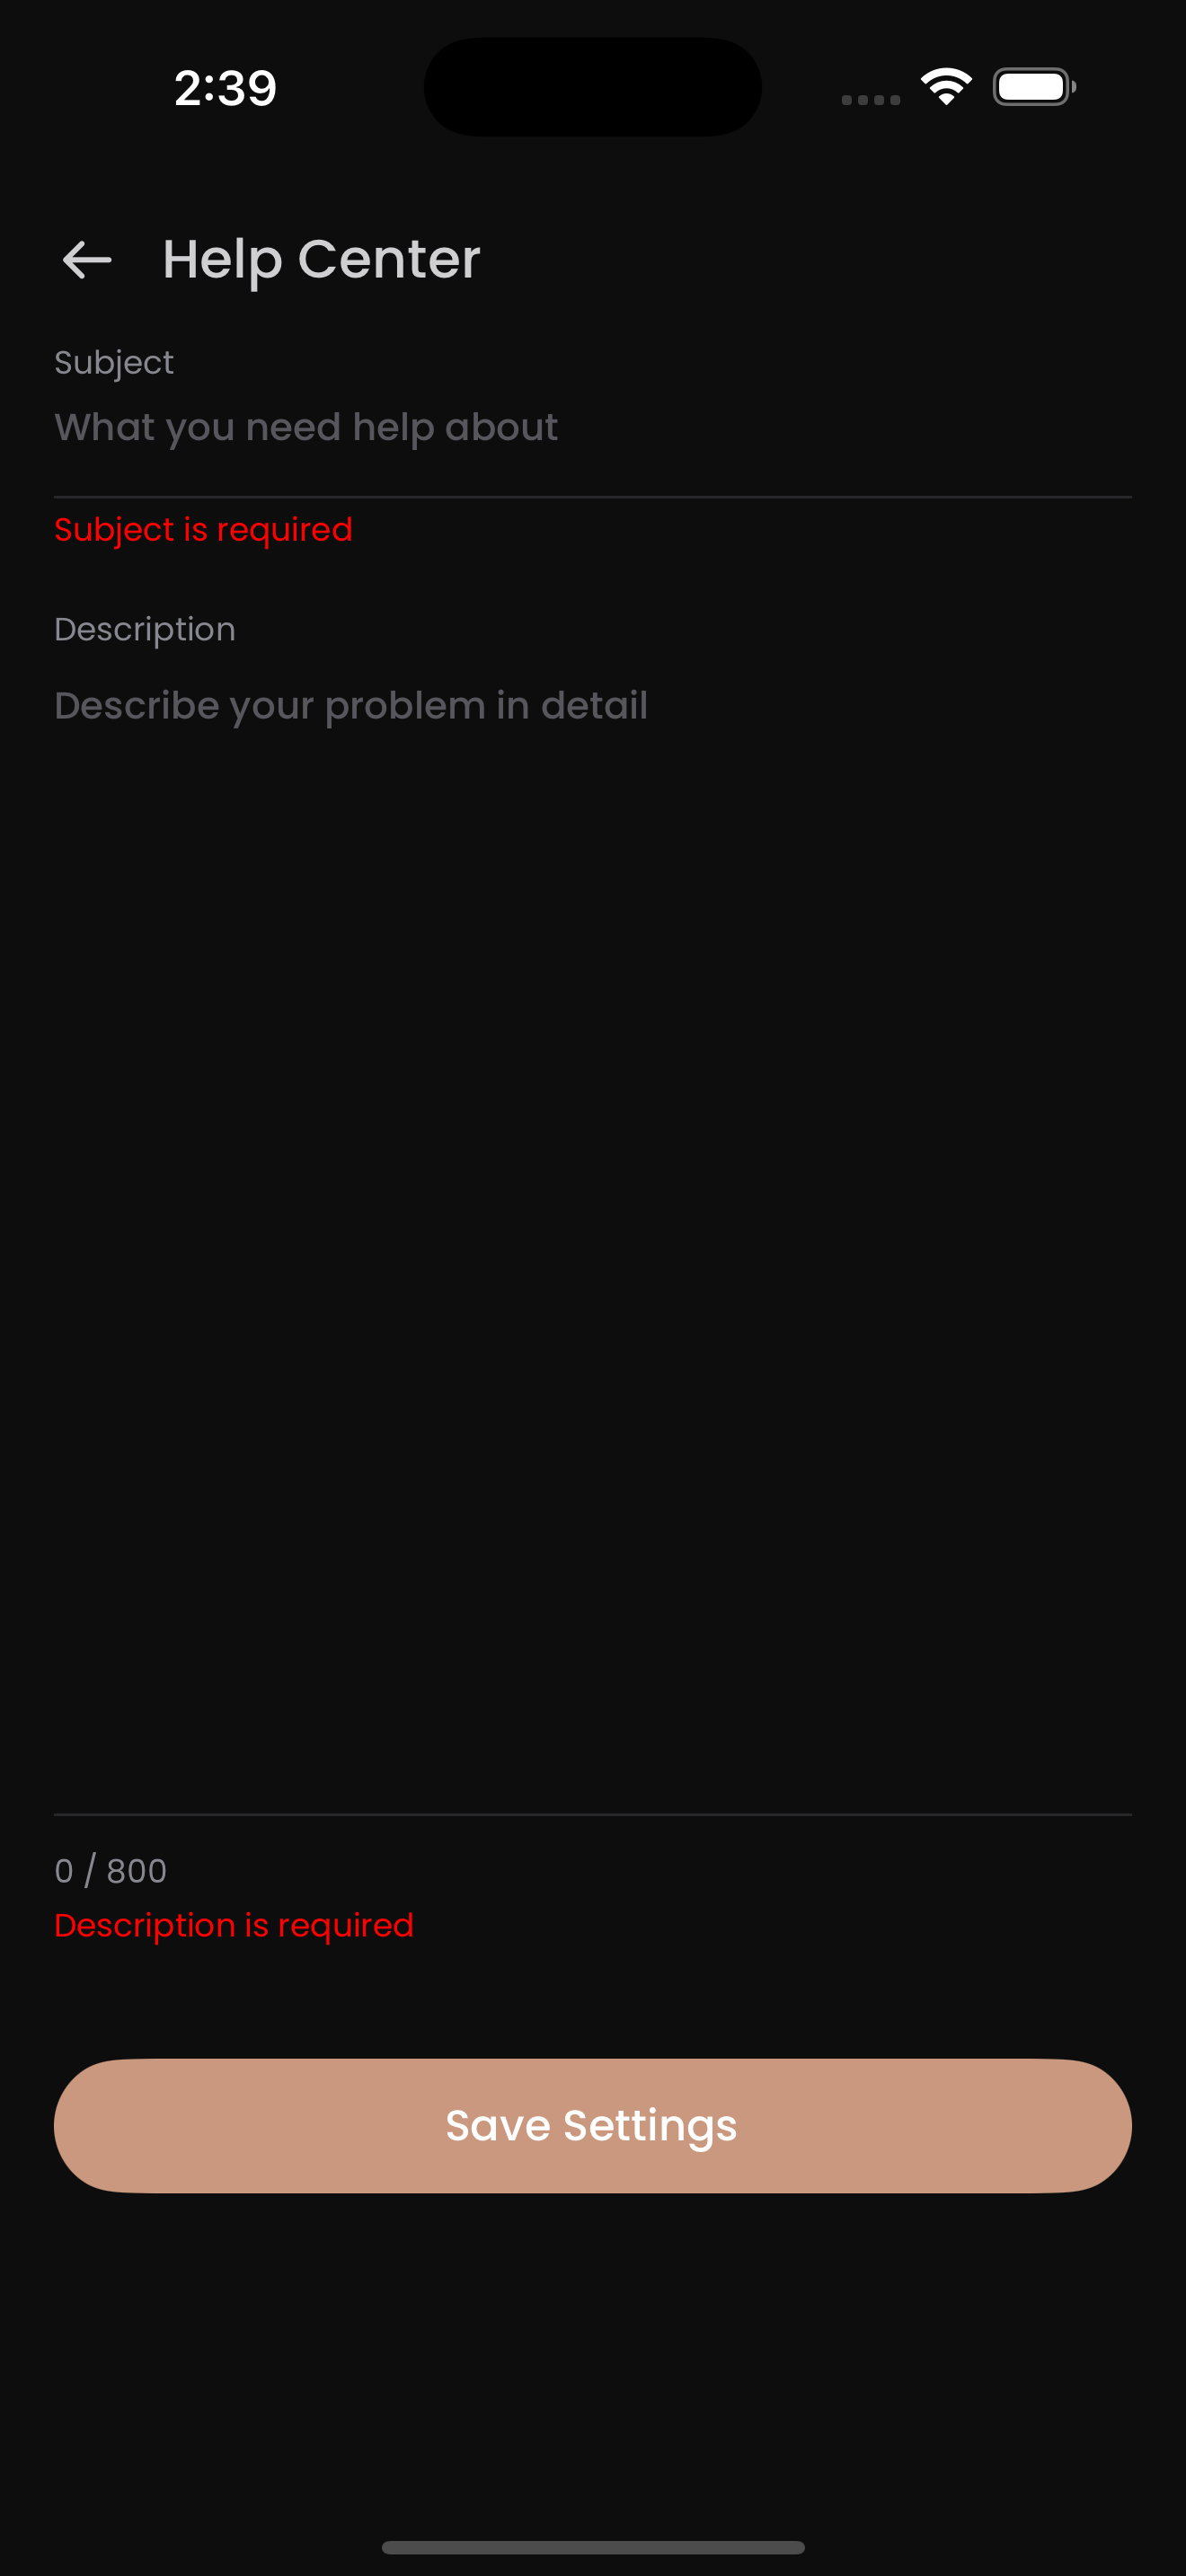 2:39
Help Center
Subject
What you need help about
Subject is required
Description
Describe your problem in detail
0 / 800
Description is required
Save Settings